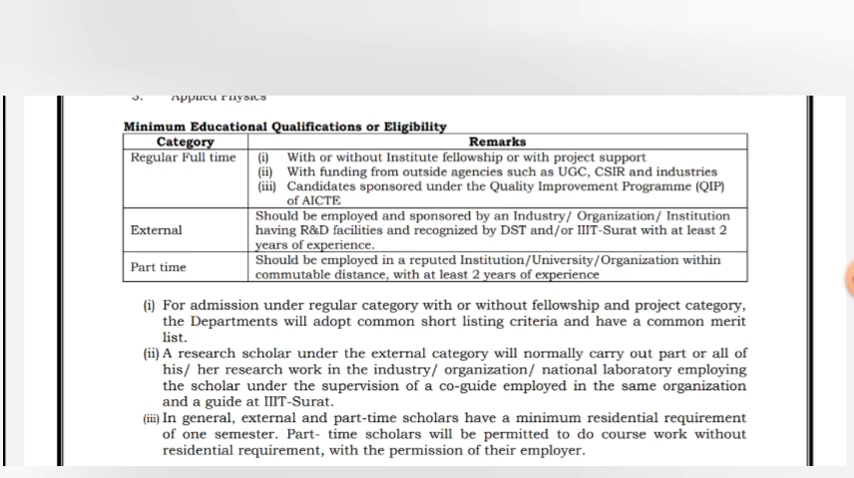 3. Applied Physics
Minimum Educational Qualifications or Eligibility
Category Remarks
Regular Full time (i) With or without Institute fellowship or with project support
(ii) With funding from outside agencies such as UGC, CSIR and industries
(iii) Candidates sponsored under the Quality Improvement Programme (QIP)
of AICTE
External Should be employed and sponsored by an Industry/ Organization/ Institution
having R&D facilities and recognized by DST and/or IIIT-Surat with at least 2
years of experience.
Part time Should be employed in a reputed Institution/University/Organization within
commutable distance, with at least 2 years of experience
(i) For admission under regular category with or without fellowship and project category,
the Departments will adopt common short listing criteria and have a common merit
list.
(ii) A research scholar under the external category will normally carry out part or all of
his/ her research work in the industry/ organization/ national laboratory employing
the scholar under the supervision of a co-guide employed in the same organization
and a guide at IIIT-Surat.
(iii) In general, external and part-time scholars have a minimum residential requirement
of one semester. Part- time scholars will be permitted to do course work without
residential requirement, with the permission of their employer.